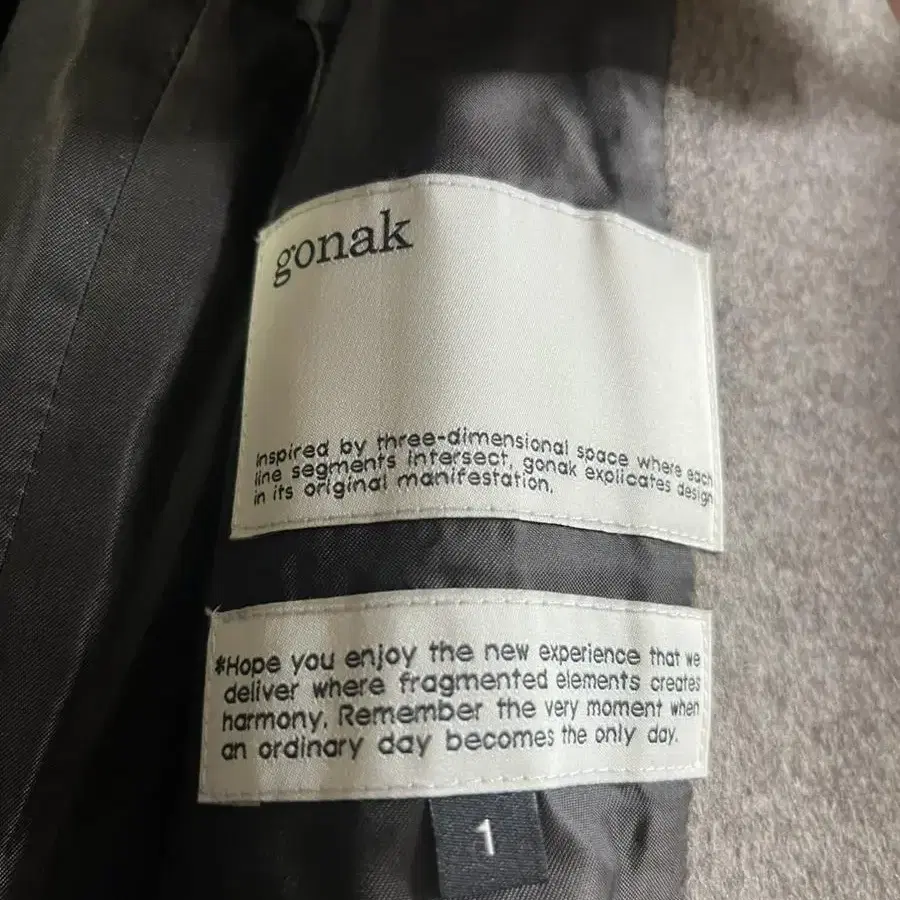 gonak
Inspired by three-dimensional space where each
line segments intersect, gonak explicates design
in its original manifestation.
*Hope you enjoy the new experience that we
deliver where fragmented elements creates
harmony. Remember the very moment when
an ordinary day becomes the only day.
1